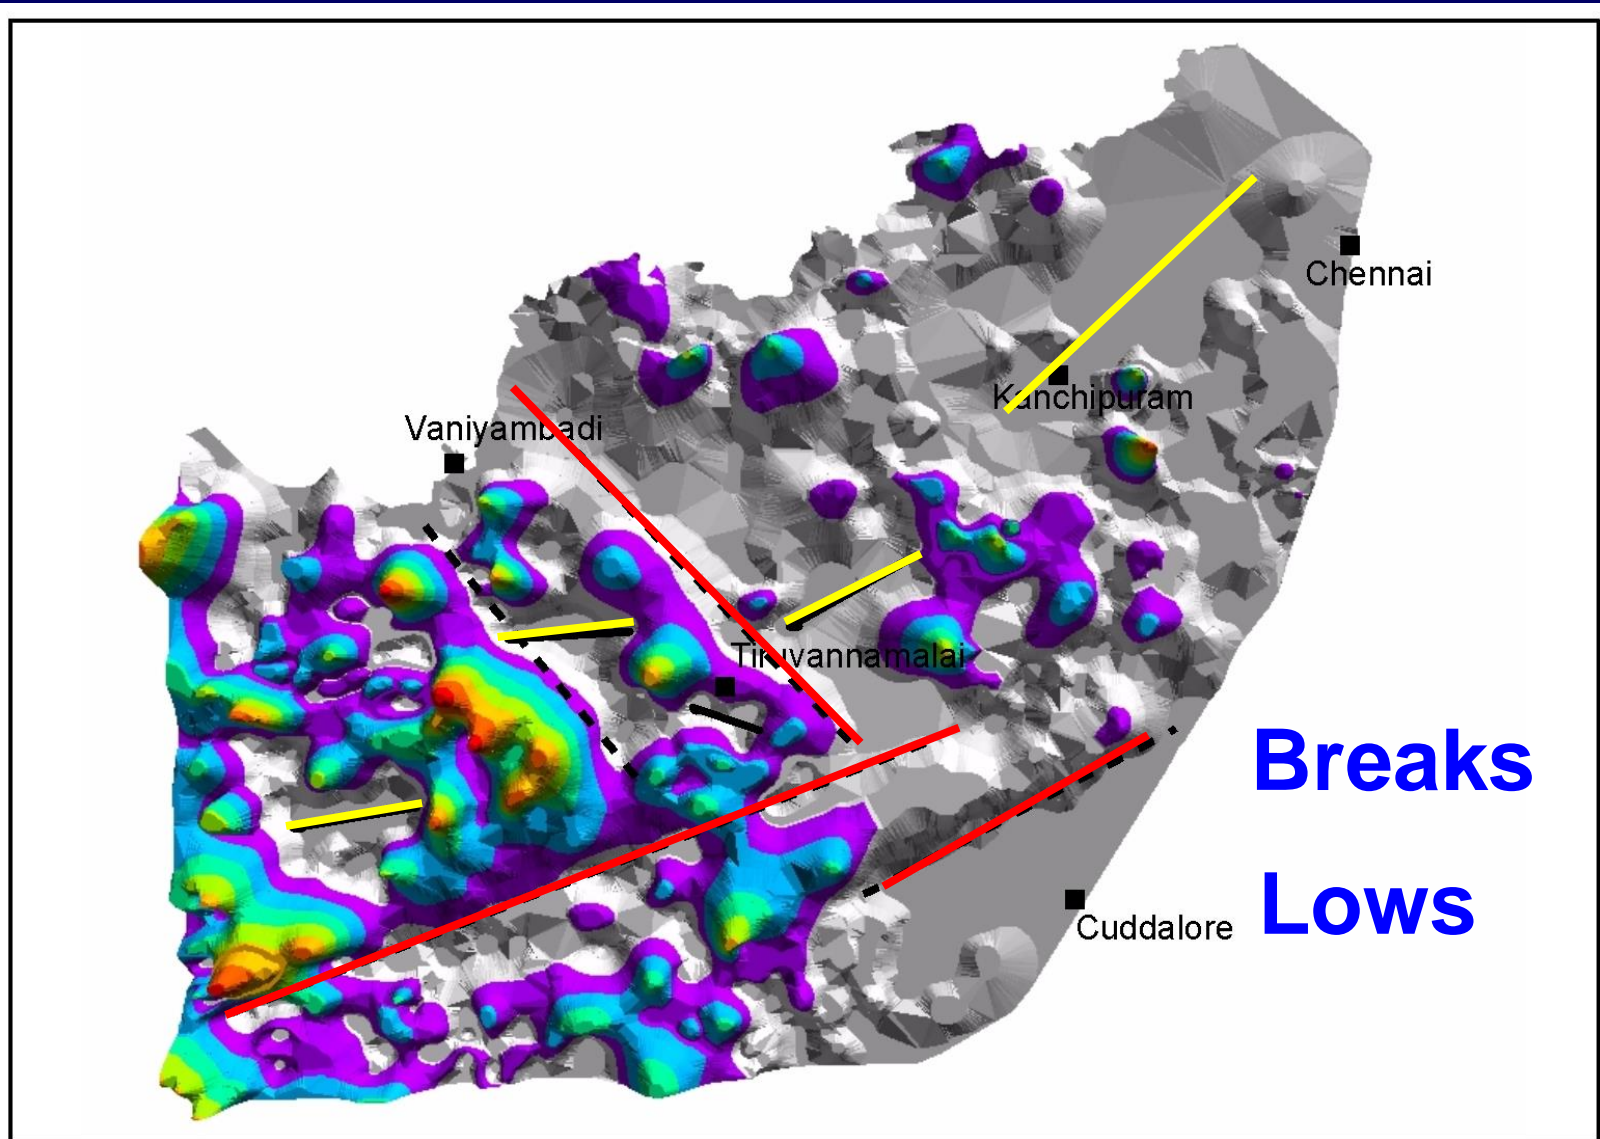 Chennai
Kanchipuram
Vaniyambadi
Tiruvannamalai
Breaks
Lows
Cuddalore